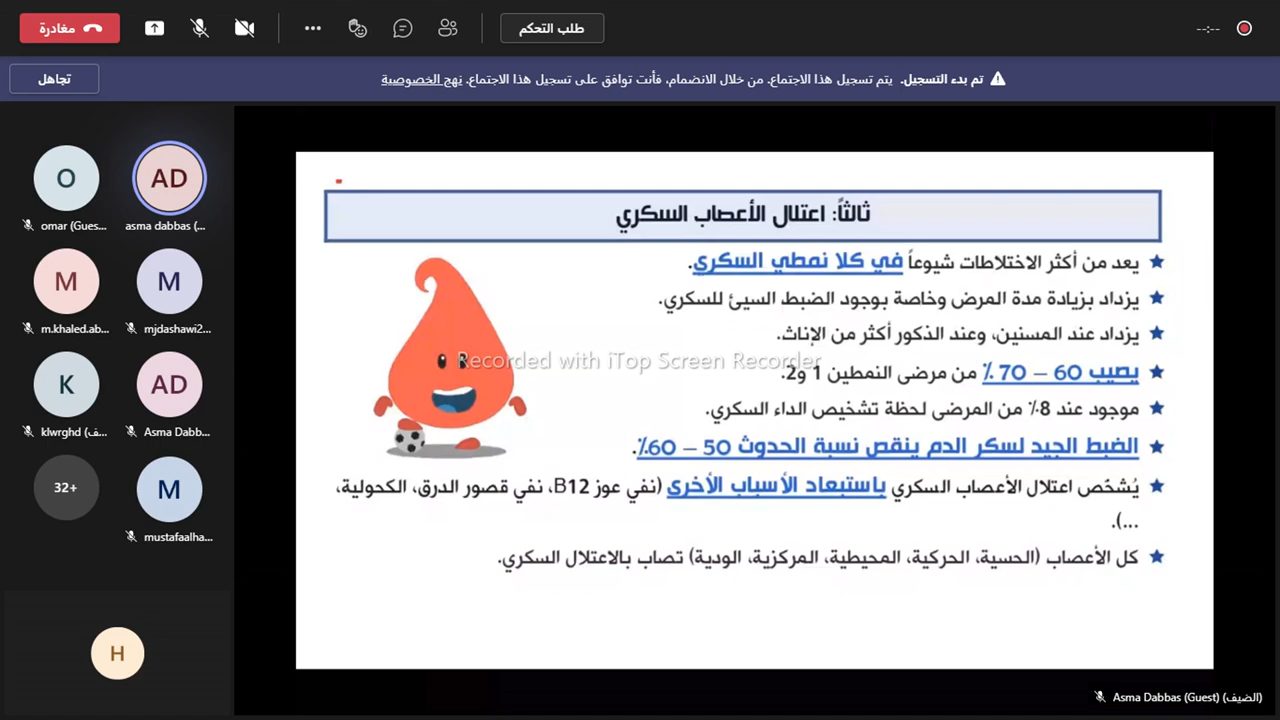 مغادرة
طلب التحكم
--:--
تم بدء التسجيل. يتم تسجيل هذا الاجتماع. من خلال الانضمام، فأنت توافق على تسجيل هذا الاجتماع. نهج الخصوصية
تجاهل
O
AD
omar (Gues...
asma dabbas (...
M
M
m.khaled.ab...
mjdashawi2...
K
AD
klwrghd (ف...
Asma Dabb...
32+
M
mustafaalha...
H
ثالثاً: اعتلال الأعصاب السكري
يعد من أكثر الاختلاطات شيوعاً في كلا نمطي السكري.
يزداد بزيادة مدة المرض وخاصة بوجود الضبط السيئ للسكري.
يزداد عند المسنين، وعند الذكور أكثر من الإناث.
يصيب 60 – 70 ٪ من مرضى النمطين 1 و2.
موجود عند 8٪ من المرضى لحظة تشخيص الداء السكري.
الضبط الجيد لسكر الدم ينقص نسبة الحدوث 50 – 60٪.
يُشخّص اعتلال الأعصاب السكري باستبعاد الأسباب الأخرى (نفي عوز B12، نفي قصور الدرق، الكحولية،
...).
كل الأعصاب (الحسية، الحركية، المحيطية، المركزية، الودية) تصاب بالاعتلال السكري.
Recorded with iTop Screen Recorder
Asma Dabbas (Guest) (الضيف)